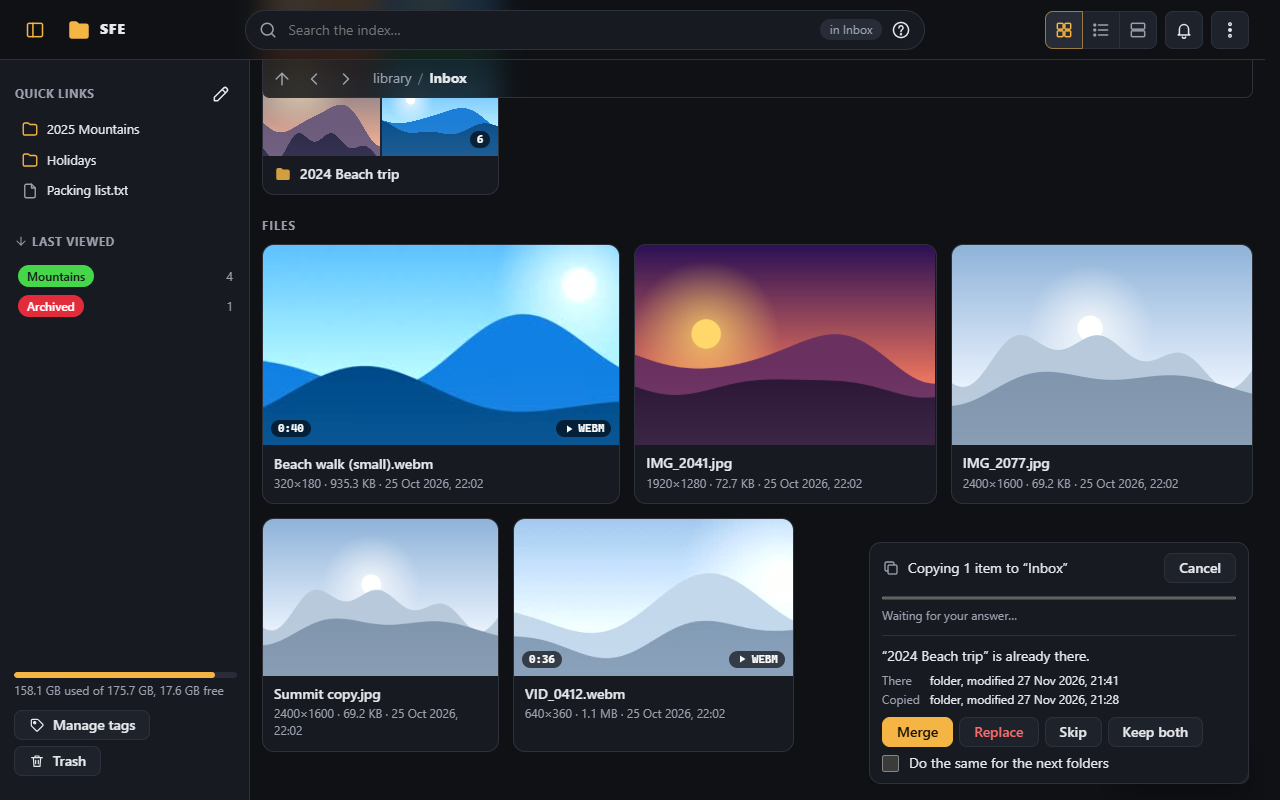 SFE
Search the index...
in Inbox
QUICK LINKS
2025 Mountains
Holidays
Packing list.txt
LAST VIEWED
Mountains 4
Archived 1
158.1 GB used of 175.7 GB, 17.6 GB free
Manage tags
Trash
library / Inbox
6
2024 Beach trip
FILES
0:40
WEBM
Beach walk (small).webm
320×180 · 935.3 KB · 25 Oct 2026, 22:02
IMG_2041.jpg
1920×1280 · 72.7 KB · 25 Oct 2026, 22:02
IMG_2077.jpg
2400×1600 · 69.2 KB · 25 Oct 2026, 22:02
Summit copy.jpg
2400×1600 · 69.2 KB · 25 Oct 2026,
22:02
0:36
WEBM
VID_0412.webm
640×360 · 1.1 MB · 25 Oct 2026, 22:02
Copying 1 item to “Inbox”
Cancel
Waiting for your answer...
“2024 Beach trip” is already there.
There folder, modified 27 Nov 2026, 21:41
Copied folder, modified 27 Nov 2026, 21:28
Merge Replace Skip Keep both
Do the same for the next folders